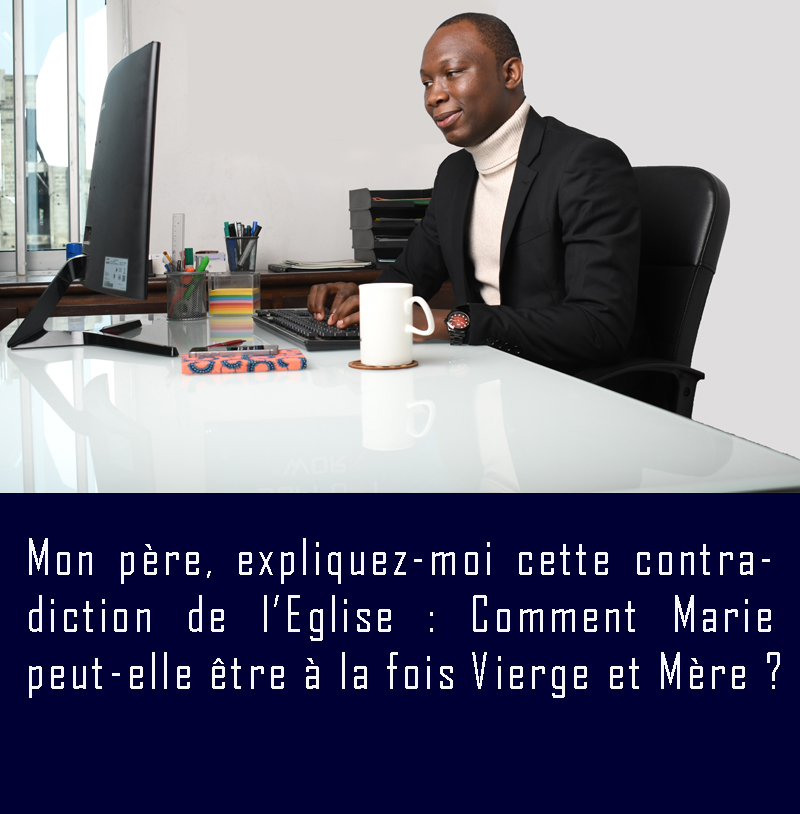 Mon père, expliquez-moi cette contra-
diction de l’Eglise : Comment Marie
peut-elle être à la fois Vierge et Mère ?